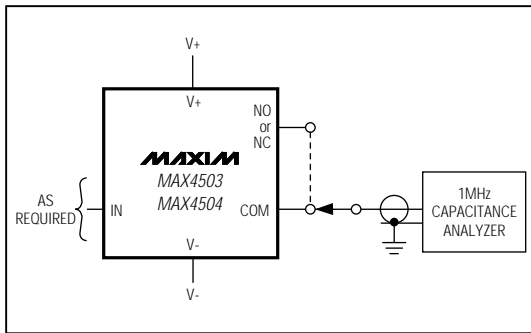 V+
V+
NO
or
NC
MAXIM
MAX4503
MAX4504
AS
REQUIRED
IN
COM
1MHz
CAPACITANCE
ANALYZER
V-
V-